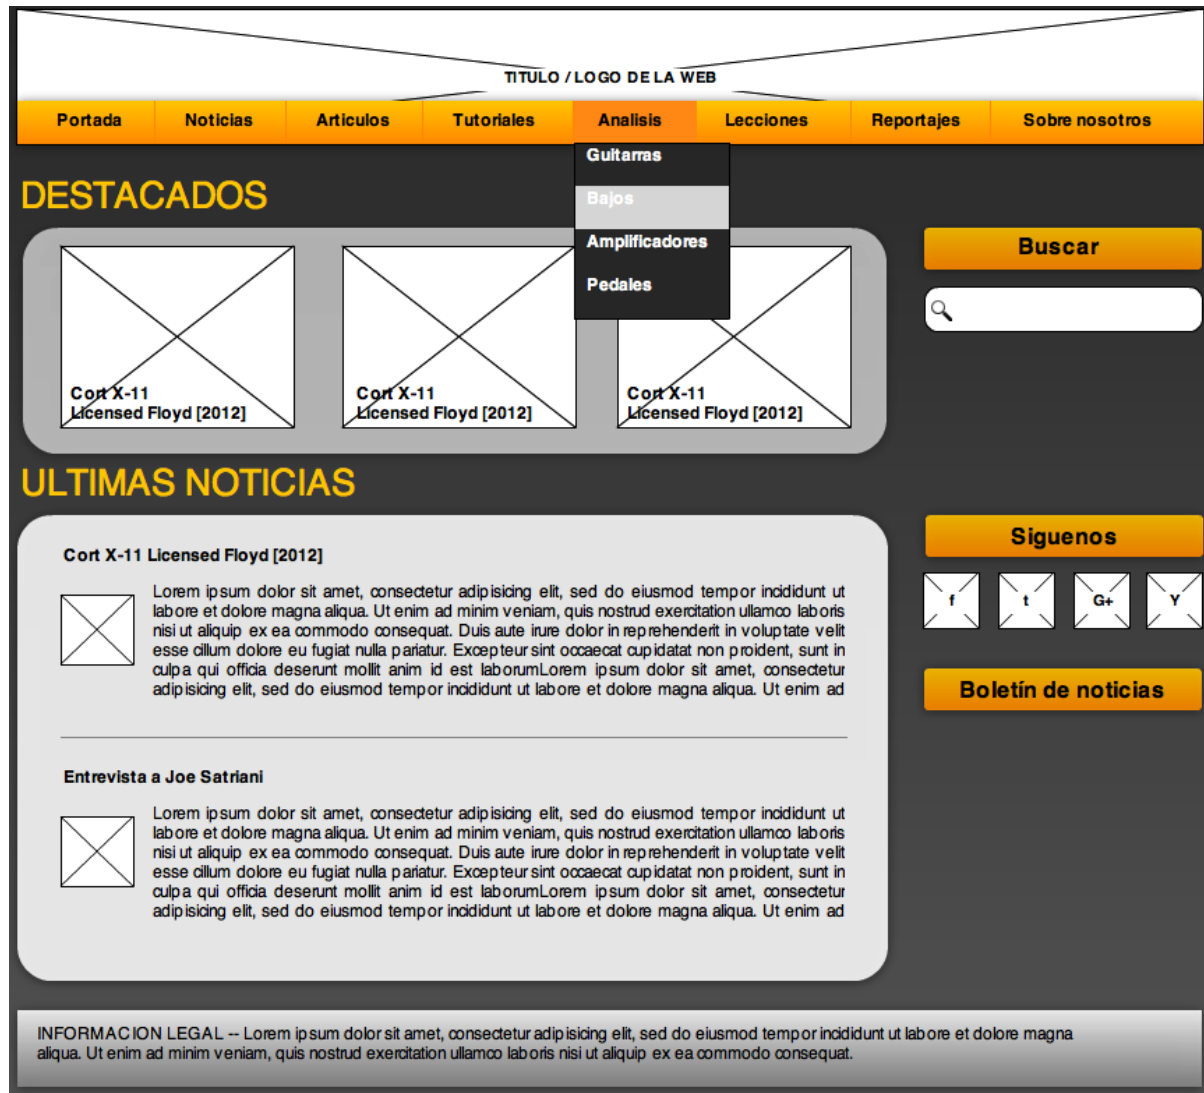 TITULO / LOGO DE LA WEB
Portada Noticias Articulos Tutoriales Analisis Lecciones Reportajes Sobre nosotros
Guitarras
Bajos
Amplificadores
Pedales
DESTACADOS
Cort X-11
Licensed Floyd [2012]
Cort X-11
Licensed Floyd [2012]
Cort X-11
Licensed Floyd [2012]
Buscar
ULTIMAS NOTICIAS
Cort X-11 Licensed Floyd [2012]
Lorem ipsum dolor sit amet, consectetur adipisicing elit, sed do eiusmod tempor incididunt ut
labore et dolore magna aliqua. Ut enim ad minim veniam, quis nostrud exercitation ullamco laboris
nisi ut aliquip ex ea commodo consequat. Duis aute irure dolor in reprehenderit in voluptate velit
esse cillum dolore eu fugiat nulla pariatur. Excepteur sint occaecat cupidatat non proident, sunt in
culpa qui officia deserunt mollit anim id est laborumLorem ipsum dolor sit amet, consectetur
adipisicing elit, sed do eiusmod tempor incididunt ut labore et dolore magna aliqua. Ut enim ad
Entrevista a Joe Satriani
Lorem ipsum dolor sit amet, consectetur adipisicing elit, sed do eiusmod tempor incididunt ut
labore et dolore magna aliqua. Ut enim ad minim veniam, quis nostrud exercitation ullamco laboris
nisi ut aliquip ex ea commodo consequat. Duis aute irure dolor in reprehenderit in voluptate velit
esse cillum dolore eu fugiat nulla pariatur. Excepteur sint occaecat cupidatat non proident, sunt in
culpa qui officia deserunt mollit anim id est laborumLorem ipsum dolor sit amet, consectetur
adipisicing elit, sed do eiusmod tempor incididunt ut labore et dolore magna aliqua. Ut enim ad
Siguenos
f t G+ Y
Boletín de noticias
INFORMACION LEGAL -- Lorem ipsum dolor sit amet, consectetur adipisicing elit, sed do eiusmod tempor incididunt ut labore et dolore magna
aliqua. Ut enim ad minim veniam, quis nostrud exercitation ullamco laboris nisi ut aliquip ex ea commodo consequat.